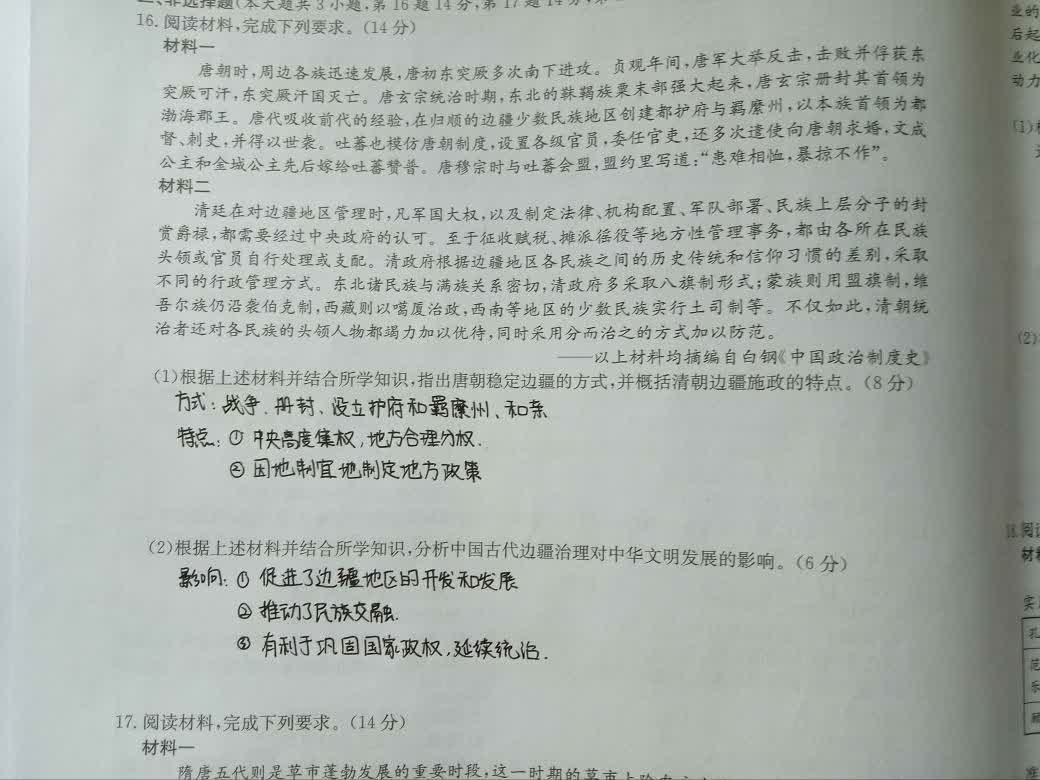 二、非选择题(本大题共3小题,第16题14分,第17题14分,第
16. 阅读材料,完成下列要求。(14分)
材料一
唐朝时,周边各族迅速发展,唐初东突厥多次南下进攻。贞观年间,唐军大举反击,击败并俘获东
突厥可汗,东突厥汗国灭亡。唐玄宗统治时期,东北的靺鞨族粟末部强大起来,唐玄宗册封其首领为
渤海郡王。唐代吸收前代的经验,在归顺的边疆少数民族地区创建都护府与羁縻州,以本族首领为都
督、刺史,并得以世袭。吐蕃也模仿唐朝制度,设置各级官员,委任官吏,还多次遣使向唐朝求婚,文成
公主和金城公主先后嫁给吐蕃赞普。唐穆宗时与吐蕃会盟,盟约里写道:“患难相恤,暴掠不作”。
材料二
清廷在对边疆地区管理时,凡军国大权,以及制定法律、机构配置、军队部署、民族上层分子的封
赏爵禄,都需要经过中央政府的认可。至于征收赋税、摊派徭役等地方性管理事务,都由各所在民族
头领或官员自行处理或支配。清政府根据边疆地区各民族之间的历史传统和信仰习惯的差别,采取
不同的行政管理方式。东北诸民族与满族关系密切,清政府多采取八旗制形式;蒙族则用盟旗制,维
吾尔族仍沿袭伯克制,西藏则以噶厦治政,西南等地区的少数民族实行土司制等。不仅如此,清朝统
治者还对各民族的头领人物都竭力加以优待,同时采用分而治之的方式加以防范。
——以上材料均摘编自白钢《中国政治制度史》
(1)根据上述材料并结合所学知识,指出唐朝稳定边疆的方式,并概括清朝边疆施政的特点。(8分)
方式:战争、册封、设立护府和羁縻州、和亲
特点:① 中央高度集权,地方合理分权.
② 因地制宜地制定地方政策
(2)根据上述材料并结合所学知识,分析中国古代边疆治理对中华文明发展的影响。(6分)
影响:① 促进了边疆地区的开发和发展
② 推动了民族交融.
③ 有利于巩固国家政权,延续统治.
17. 阅读材料,完成下列要求。(14分)
材料一
隋唐五代则是草市蓬勃发展的重要时段,这一时期的草市
业的
后起
业化
动力
(1)
(2)
18.阅读
材料
实
孔
范
乐